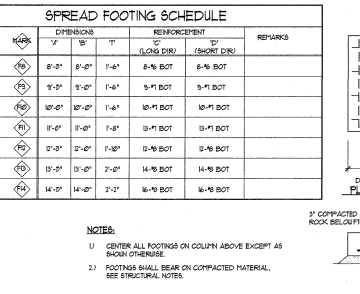 SPREAD FOOTING SCHEDULE
MARK DIMENSIONS REINFORCEMENT REMARKS
"A" "B" "T" "C" (LONG DIR) "D" (SHORT DIR)
F8 8'-0" 8'-0" 1'-6" 8-#6 BOT 8-#6 BOT
F9 9'-0" 9'-0" 1'-6" 9-#7 BOT 9-#7 BOT
F10 10'-0" 10'-0" 1'-6" 10-#7 BOT 10-#7 BOT
F11 11'-0" 11'-0" 1'-8" 13-#7 BOT 13-#7 BOT
F12 12'-0" 12'-0" 1'-10" 12-#8 BOT 12-#8 BOT
F13 13'-0" 13'-0" 2'-0" 14-#8 BOT 14-#8 BOT
F14 14'-0" 14'-0" 2'-2" 16-#8 BOT 16-#8 BOT
3" COMPACTED
ROCK BELOW FT
NOTES:
1.) CENTER ALL FOOTINGS ON COLUMN ABOVE EXCEPT AS
SHOWN OTHERWISE.
2.) FOOTINGS SHALL BEAR ON COMPACTED MATERIAL,
SEE STRUCTURAL NOTES.